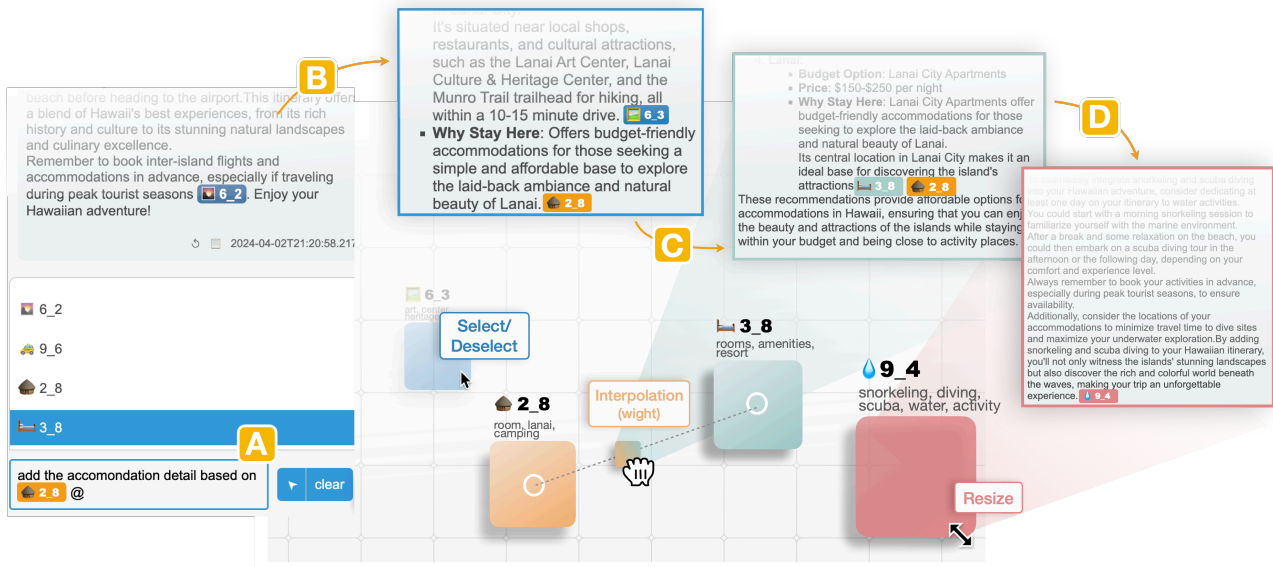 B
beach before heading to the airport.This itinerary offers
a blend of Hawaii's best experiences, from its rich
history and culture to its stunning natural landscapes
and culinary excellence.
Remember to book inter-island flights and
accommodations in advance, especially if traveling
during peak tourist seasons 6_2. Enjoy your
Hawaiian adventure!
2024-04-02T21:20:58.217
6_2
9_6
2_8
3_8
A
add the accomondation detail based on
2_8 @
clear
It's situated near local shops,
restaurants, and cultural attractions,
such as the Lanai Art Center, Lanai
Culture & Heritage Center, and the
Munro Trail trailhead for hiking, all
within a 10-15 minute drive. 6_3
▪ Why Stay Here: Offers budget-friendly
accommodations for those seeking a
simple and affordable base to explore
the laid-back ambiance and natural
beauty of Lanai. 2_8
C
4. Lanai:
▪ Budget Option: Lanai City Apartments
▪ Price: $150-$250 per night
▪ Why Stay Here: Lanai City Apartments offer
budget-friendly accommodations for those
seeking to explore the laid-back ambiance
and natural beauty of Lanai.
Its central location in Lanai City makes it an
ideal base for discovering the island's
attractions 3_8 2_8
These recommendations provide affordable options fo
accommodations in Hawaii, ensuring that you can enj
the beauty and attractions of the islands while staying
within your budget and being close to activity places.
D
integrate snorkeling and scuba diving
into your Hawaiian adventure, consider dedicating at
least one day on your itinerary to water activities.
You could start with a morning snorkeling session to
familiarize yourself with the marine environment.
After a break and some relaxation on the beach, you
could then embark on a scuba diving tour in the
afternoon or the following day, depending on your
comfort and experience level.
Always remember to book your activities in advance,
especially during peak tourist seasons, to ensure
availability.
Additionally, consider the locations of your
accommodations to minimize travel time to dive sites
and maximize your underwater exploration.By adding
snorkeling and scuba diving to your Hawaiian itinerary,
you'll not only witness the islands' stunning landscapes
but also discover the rich and colorful world beneath
the waves, making your trip an unforgettable
experience. 9_4
6_3
art, center,
heritage
Select/
Deselect
2_8
room, lanai,
camping
Interpolation
(wight)
3_8
rooms, amenities,
resort
9_4
snorkeling, diving,
scuba, water, activity
Resize